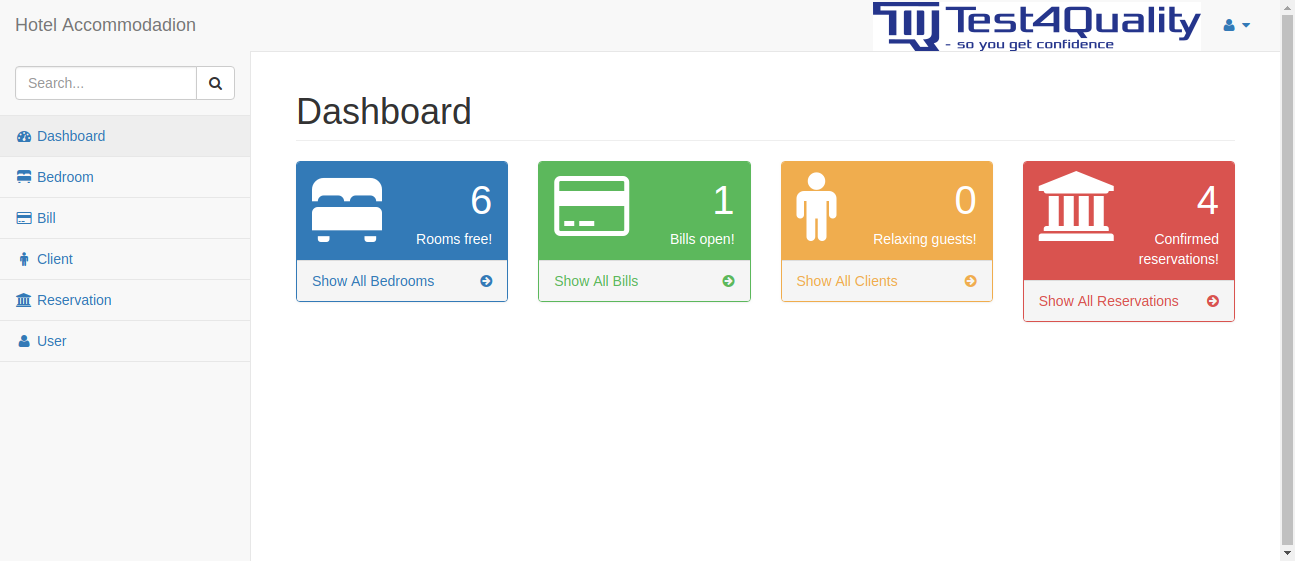 Hotel Accommodadion
Test4Quality
- so you get confidence
Search...
Dashboard
Bedroom
Bill
Client
Reservation
User
Dashboard
6
Rooms free!
Show All Bedrooms
1
Bills open!
Show All Bills
0
Relaxing guests!
Show All Clients
4
Confirmed
reservations!
Show All Reservations